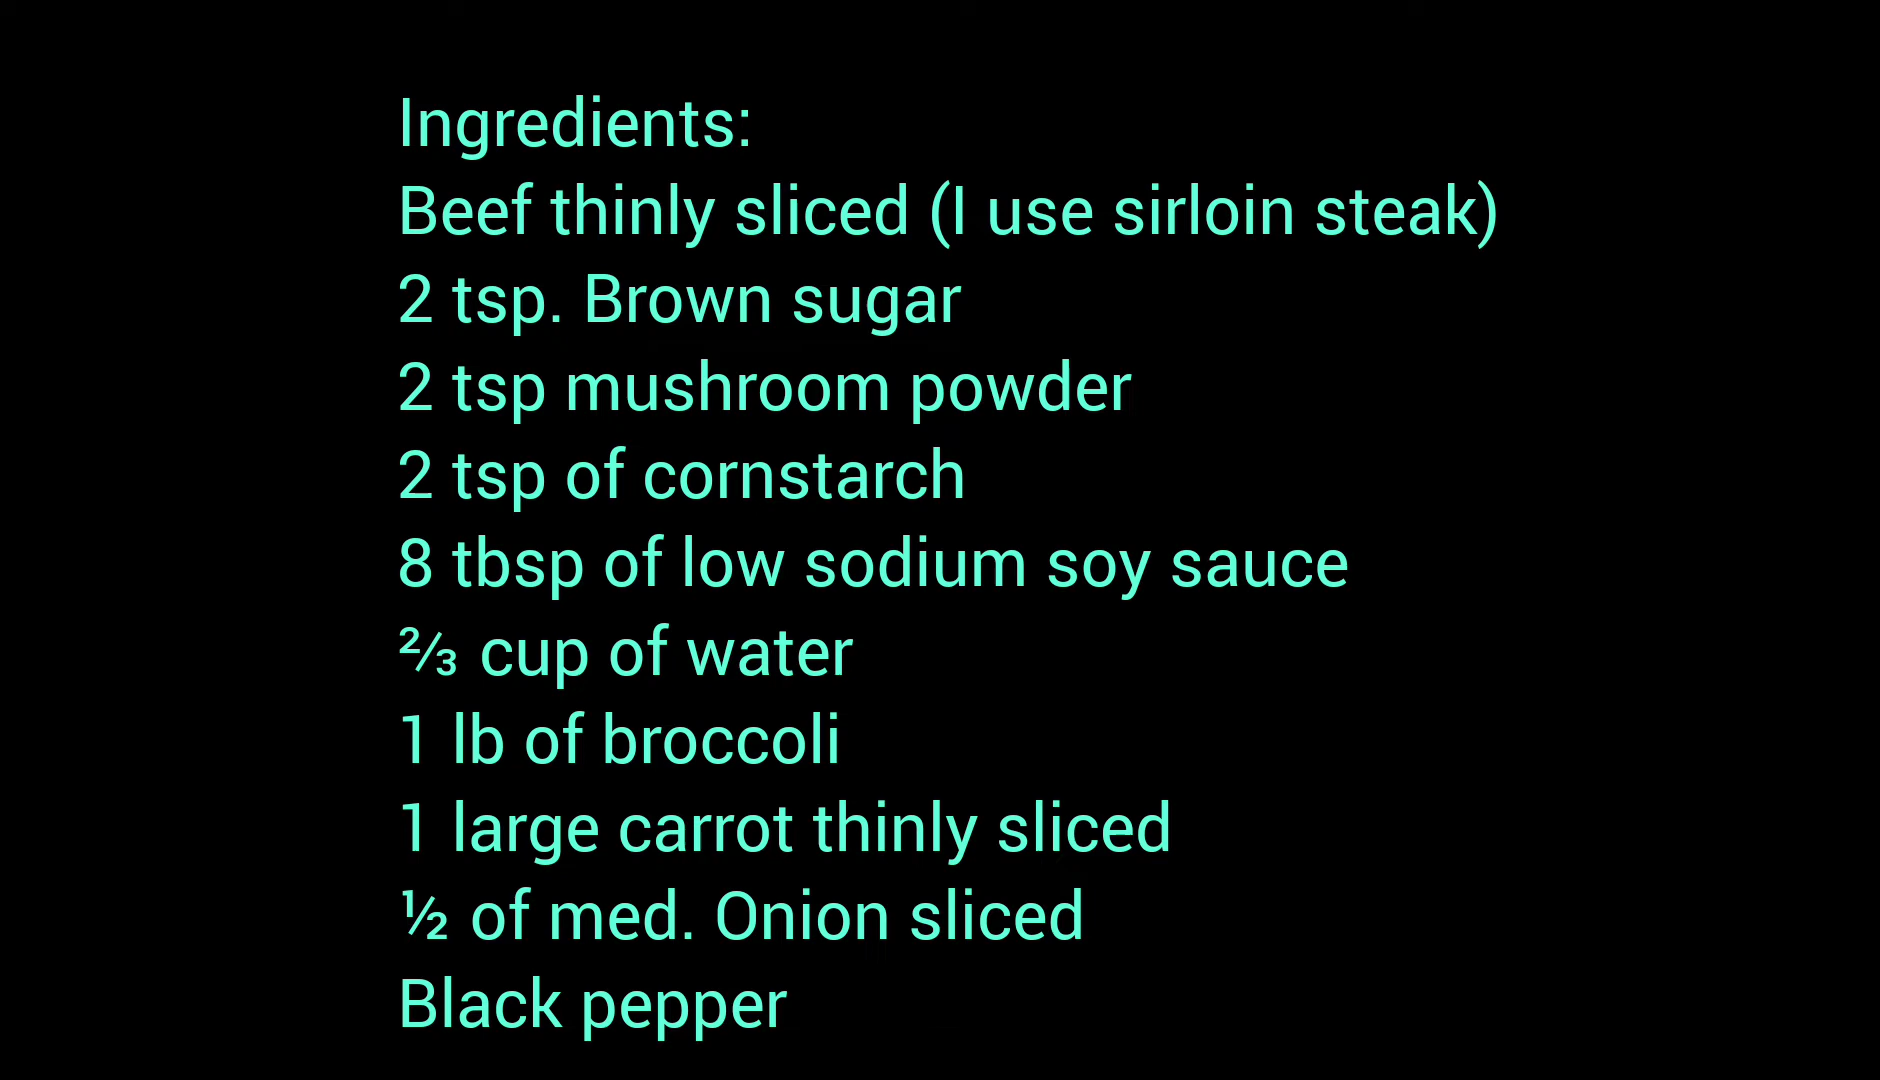 Ingredients:
Beef thinly sliced (I use sirloin steak)
2 tsp. Brown sugar
2 tsp mushroom powder
2 tsp of cornstarch
8 tbsp of low sodium soy sauce
⅔ cup of water
1 lb of broccoli
1 large carrot thinly sliced
½ of med. Onion sliced
Black pepper